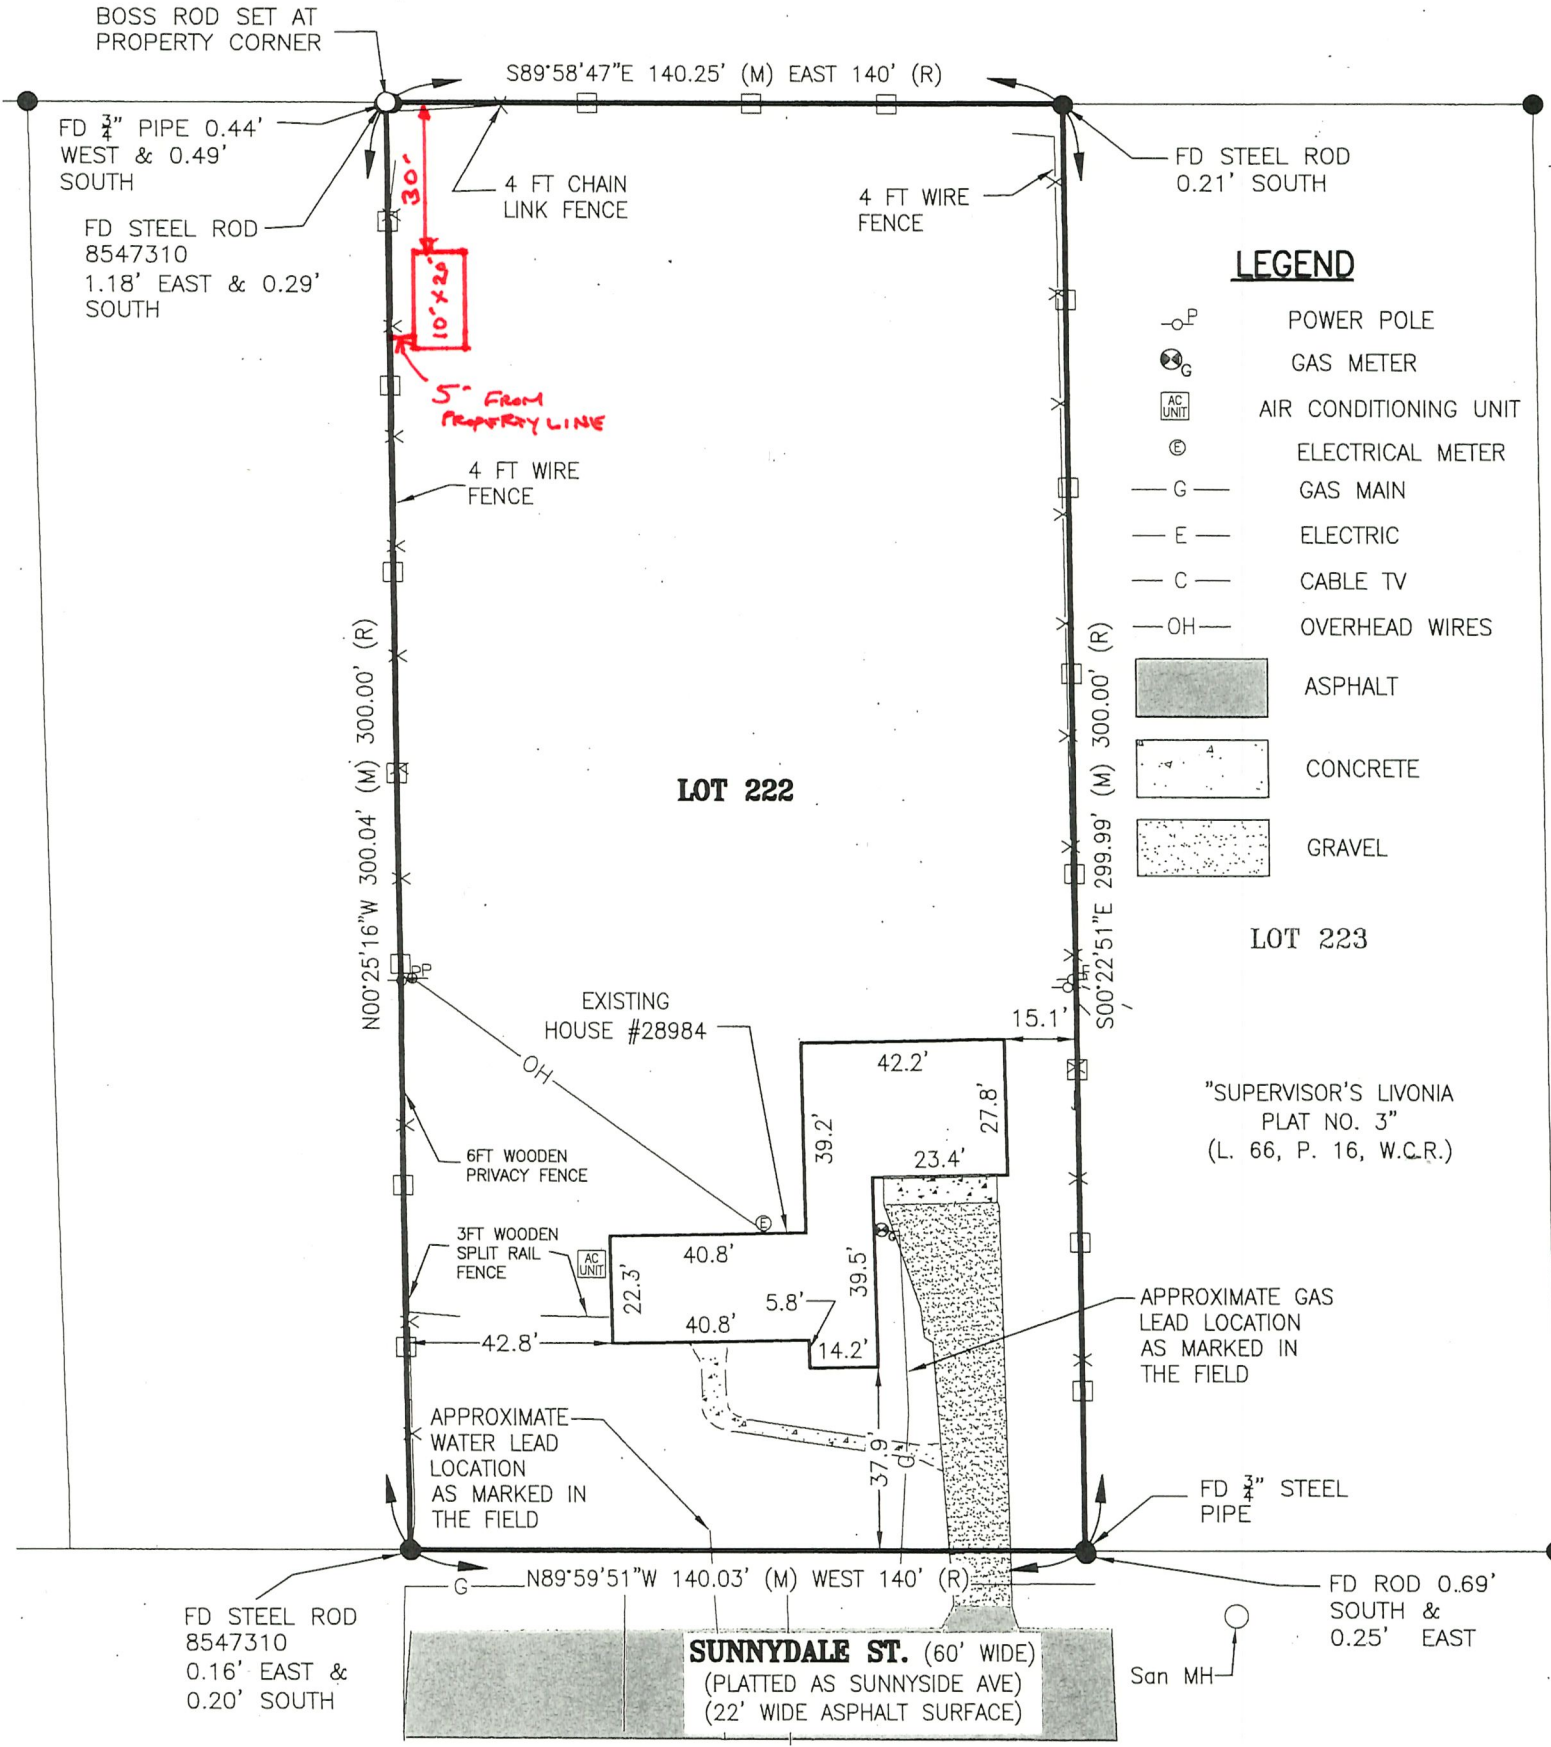 BOSS ROD SET AT
PROPERTY CORNER
S89°58'47"E 140.25' (M) EAST 140' (R)
FD 3/4" PIPE 0.44'
WEST & 0.49'
SOUTH
FD STEEL ROD
8547310
1.18' EAST & 0.29'
SOUTH
30'
4 FT CHAIN
LINK FENCE
4 FT WIRE
FENCE
FD STEEL ROD
0.21' SOUTH
10' X 20'
5' FROM
PROPERTY LINE
4 FT WIRE
FENCE
LEGEND
P
POWER POLE
G
GAS METER
AC
UNIT
AIR CONDITIONING UNIT
E
ELECTRICAL METER
G
GAS MAIN
E
ELECTRIC
C
CABLE TV
OH
OVERHEAD WIRES
ASPHALT
CONCRETE
GRAVEL
N00°25'16"W 300.04' (M) 300.00' (R)
LOT 222
S00°22'51"E 299.99' (M) 300.00' (R)
LOT 223
PP
EXISTING
HOUSE #28984
15.1'
OH
42.2'
39.2'
27.8'
23.4'
"SUPERVISOR'S LIVONIA
PLAT NO. 3"
(L. 66, P. 16, W.C.R.)
6FT WOODEN
PRIVACY FENCE
3FT WOODEN
SPLIT RAIL
FENCE
AC
UNIT
E
G
40.8'
22.3'
39.5'
5.8'
40.8'
14.2'
42.8'
APPROXIMATE GAS
LEAD LOCATION
AS MARKED IN
THE FIELD
APPROXIMATE
WATER LEAD
LOCATION
AS MARKED IN
THE FIELD
37.9'
G
FD 3/4" STEEL
PIPE
G
N89°59'51"W 140.03' (M) WEST 140' (R)
FD STEEL ROD
8547310
0.16' EAST &
0.20' SOUTH
FD ROD 0.69'
SOUTH &
0.25' EAST
San MH
SUNNYDALE ST. (60' WIDE)
(PLATTED AS SUNNYSIDE AVE)
(22' WIDE ASPHALT SURFACE)